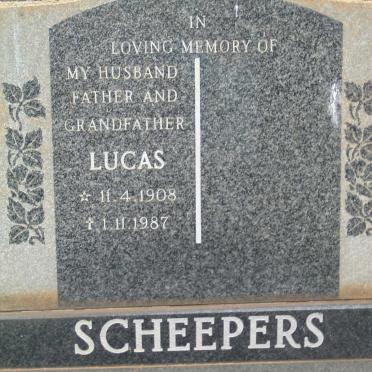 IN
LOVING MEMORY OF
MY HUSBAND
FATHER AND
GRANDFATHER
LUCAS
☆ 11.4.1908
✝ 1.11.1987
SCHEEPERS